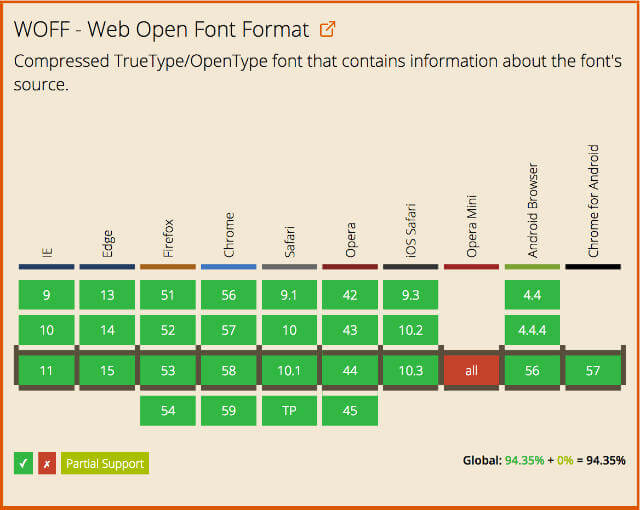 WOFF - Web Open Font Format
Compressed TrueType/OpenType font that contains information about the font's
source.
IE Edge Firefox Chrome Safari Opera iOS Safari Opera Mini Android Browser Chrome for Android
9 13 51 56 9.1 42 9.3 4.4
10 14 52 57 10 43 10.2 4.4.4
11 15 53 58 10.1 44 10.3 all 56 57
54 59 TP 45
✓ ✗ Partial Support Global: 94.35% + 0% = 94.35%